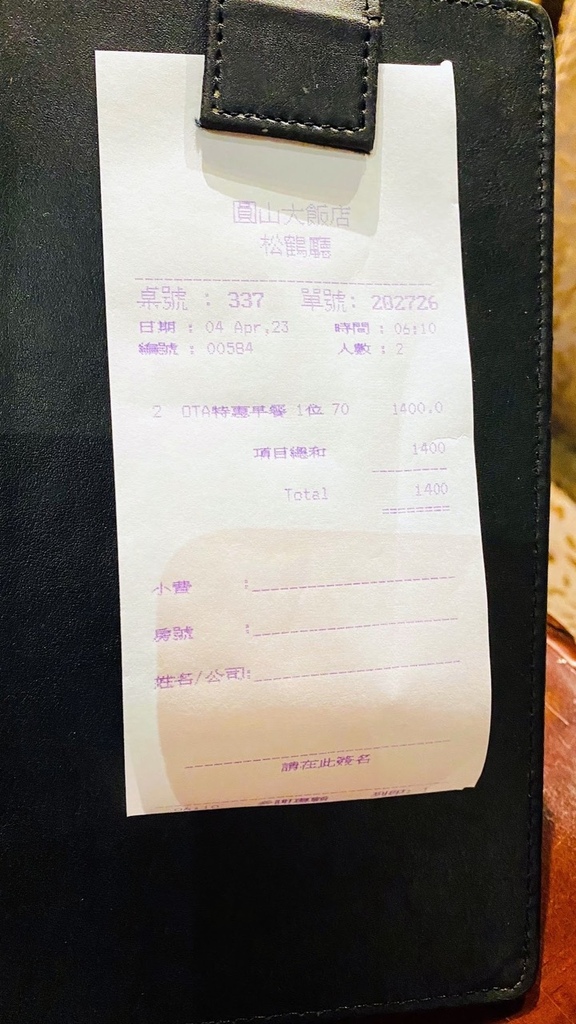 圓山大飯店
松鶴廳
桌號 : 337 單號: 202726
日期 : 04 Apr,23 時間 : 06:10
編號 : 00584 人數 : 2
2 OTA特惠早餐 1位 70 1400.0
項目總和 1400
Total 1400
小費 :
房號 :
姓名/公司:
請在此簽名